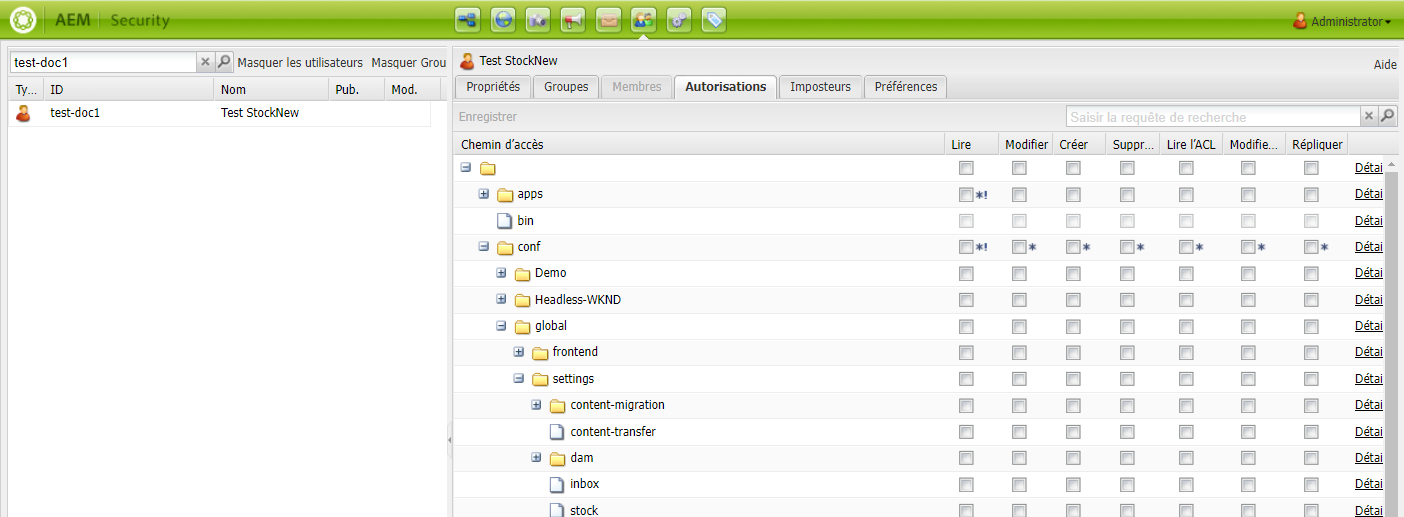 AEM Security Administrator
test-doc1 Masquer les utilisateurs Masquer Grou
Ty... ID Nom Pub. Mod.
test-doc1 Test StockNew
Test StockNew
Aide
Propriétés Groupes Membres Autorisations Imposteurs Préférences
Enregistrer Saisir la requête de recherche
Chemin d'accès Lire Modifier Créer Suppr... Lire l'ACL Modifie... Répliquer
Détai
apps *! Détai
bin Détai
conf *! * * * * * * Détai
Demo Détai
Headless-WKND Détai
global Détai
frontend Détai
settings Détai
content-migration Détai
content-transfer Détai
dam Détai
inbox Détai
stock Détai